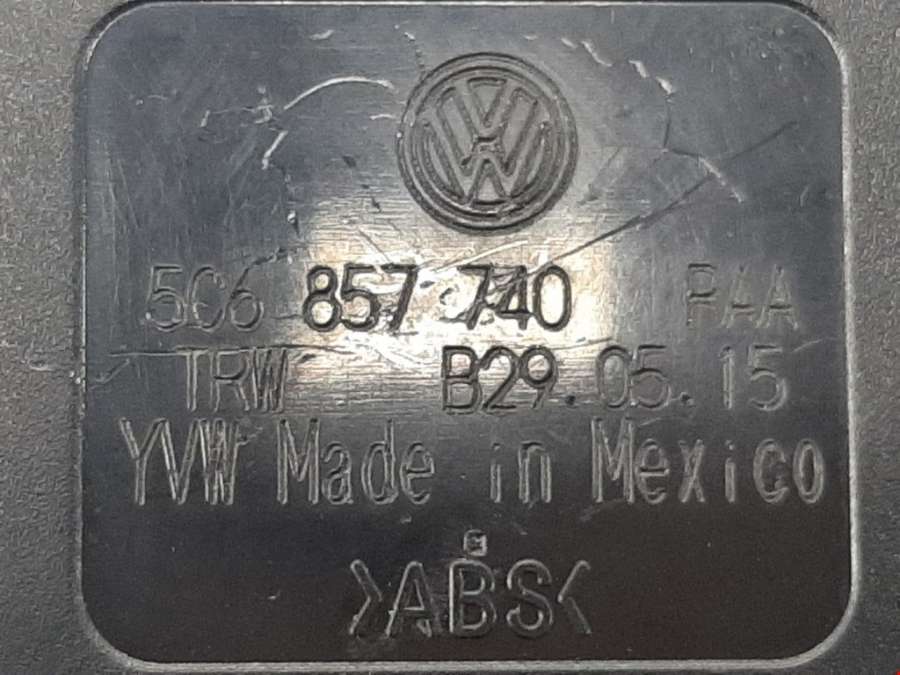 5C6 857 740 RAA
TRW B29.05.15
YVW Made in Mexico
>ABS<